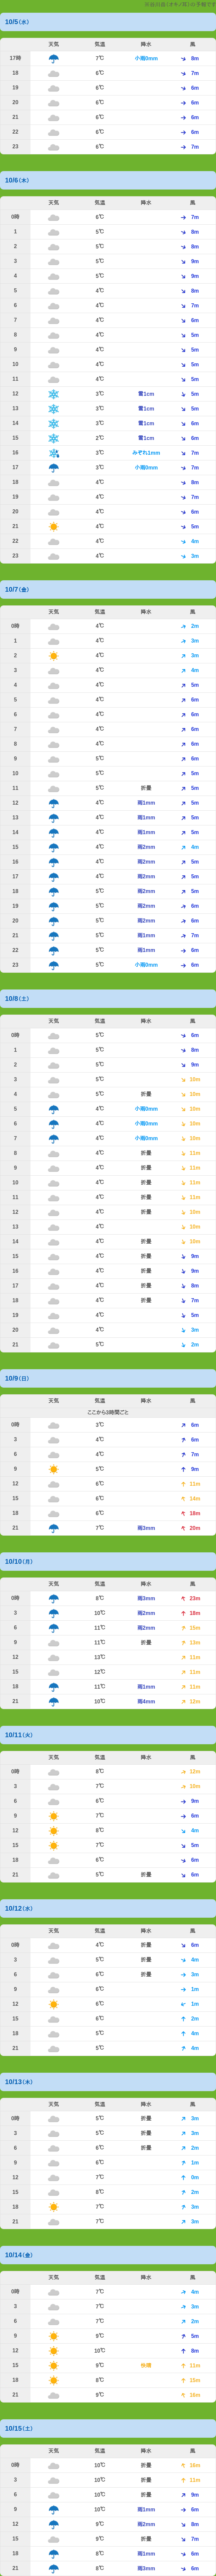 10/5(水)
天気 気温 降水 風
17時 7℃ 小雨0mm 8m
18 6℃ 7m
19 6℃ 6m
20 6℃ 6m
21 6℃ 6m
22 6℃ 6m
23 6℃ 7m
10/6(木)
天気 気温 降水 風
0時 6℃ 7m
1 5℃ 8m
2 5℃ 8m
3 5℃ 9m
4 5℃ 9m
5 4℃ 8m
6 4℃ 7m
7 4℃ 6m
8 4℃ 5m
9 4℃ 5m
10 4℃ 5m
11 4℃ 5m
12 3℃ 雪1cm 5m
13 3℃ 雪1cm 5m
14 3℃ 雪1cm 6m
15 2℃ 雪1cm 6m
16 3℃ みぞれ1mm 7m
17 3℃ 小雨0mm 7m
18 4℃ 8m
19 4℃ 7m
20 4℃ 6m
21 4℃ 5m
22 4℃ 4m
23 4℃ 3m
10/7(金)
天気 気温 降水 風
0時 4℃ 2m
1 4℃ 3m
2 4℃ 3m
3 4℃ 4m
4 4℃ 5m
5 4℃ 6m
6 4℃ 6m
7 4℃ 6m
8 4℃ 6m
9 5℃ 6m
10 5℃ 5m
11 5℃ 折曇 5m
12 4℃ 雨1mm 5m
13 4℃ 雨1mm 5m
14 4℃ 雨1mm 5m
15 4℃ 雨2mm 4m
16 4℃ 雨2mm 5m
17 4℃ 雨2mm 5m
18 5℃ 雨2mm 5m
19 5℃ 雨2mm 6m
20 5℃ 雨2mm 6m
21 5℃ 雨1mm 7m
22 5℃ 雨1mm 6m
23 5℃ 小雨0mm 6m
10/8(土)
天気 気温 降水 風
0時 5℃ 6m
1 5℃ 8m
2 5℃ 9m
3 5℃ 10m
4 5℃ 折曇 10m
5 4℃ 小雨0mm 10m
6 4℃ 小雨0mm 10m
7 4℃ 小雨0mm 10m
8 4℃ 折曇 11m
9 4℃ 折曇 11m
10 4℃ 折曇 11m
11 4℃ 折曇 11m
12 4℃ 折曇 10m
13 4℃ 10m
14 4℃ 折曇 10m
15 4℃ 折曇 9m
16 4℃ 折曇 9m
17 4℃ 折曇 8m
18 4℃ 折曇 7m
19 4℃ 5m
20 4℃ 3m
21 5℃ 2m
10/9(日)
天気 気温 降水 風
ここから3時間ごと
0時 3℃ 6m
3 4℃ 6m
6 4℃ 7m
9 5℃ 9m
12 6℃ 11m
15 6℃ 14m
18 6℃ 18m
21 7℃ 雨3mm 20m
10/10(月)
天気 気温 降水 風
0時 8℃ 雨3mm 23m
3 10℃ 雨2mm 18m
6 11℃ 雨2mm 15m
9 11℃ 折曇 13m
12 13℃ 11m
15 12℃ 11m
18 11℃ 雨1mm 11m
21 10℃ 雨4mm 12m
10/11(火)
天気 気温 降水 風
0時 8℃ 12m
3 7℃ 10m
6 6℃ 9m
9 7℃ 6m
12 8℃ 4m
15 7℃ 5m
18 6℃ 6m
21 5℃ 折曇 6m
10/12(水)
天気 気温 降水 風
0時 4℃ 折曇 6m
3 5℃ 折曇 4m
6 6℃ 折曇 3m
9 6℃ 1m
12 6℃ 1m
15 6℃ 2m
18 5℃ 4m
21 5℃ 4m
10/13(木)
天気 気温 降水 風
0時 5℃ 折曇 3m
3 5℃ 折曇 3m
6 6℃ 折曇 2m
9 6℃ 1m
12 7℃ 0m
15 8℃ 2m
18 7℃ 3m
21 7℃ 3m
10/14(金)
天気 気温 降水 風
0時 7℃ 4m
3 7℃ 3m
6 7℃ 2m
9 9℃ 5m
12 10℃ 8m
15 9℃ 快晴 11m
18 8℃ 15m
21 9℃ 16m
10/15(土)
天気 気温 降水 風
0時 10℃ 折曇 16m
3 10℃ 折曇 11m
6 10℃ 折曇 9m
9 10℃ 雨1mm 6m
12 9℃ 雨2mm 8m
15 9℃ 折曇 7m
18 8℃ 雨1mm 6m
21 8℃ 雨3mm 6m